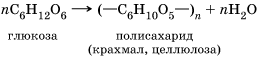 nC₆H₁₂O₆ ⟶ (—C₆H₁₀O₅—)ₙ + nH₂O
глюкоза полисахарид
(крахмал, целлюлоза)